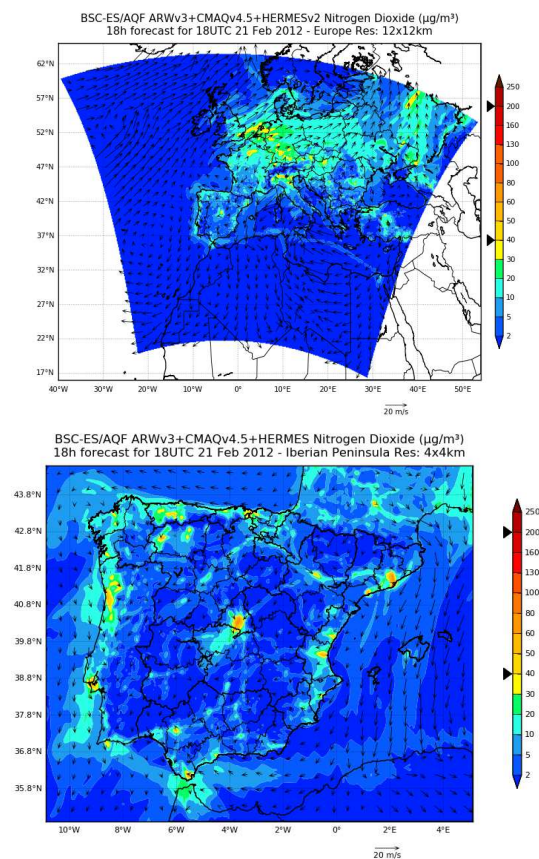 BSC-ES/AQF ARWv3+CMAQv4.5+HERMESv2 Nitrogen Dioxide (µg/m³)
18h forecast for 18UTC 21 Feb 2012 - Europe Res: 12x12km
62°N
57°N
52°N
47°N
42°N
37°N
32°N
27°N
22°N
17°N
40°W 30°W 20°W 10°W 0° 10°E 20°E 30°E 40°E 50°E
20 m/s
250
200
160
130
100
80
60
50
40
30
20
10
5
2
BSC-ES/AQF ARWv3+CMAQv4.5+HERMES Nitrogen Dioxide (µg/m³)
18h forecast for 18UTC 21 Feb 2012 - Iberian Peninsula Res: 4x4km
43.8°N
42.8°N
41.8°N
40.8°N
39.8°N
38.8°N
37.8°N
36.8°N
35.8°N
10°W 8°W 6°W 4°W 2°W 0° 2°E 4°E
20 m/s
250
200
160
130
100
80
60
50
40
30
20
10
5
2